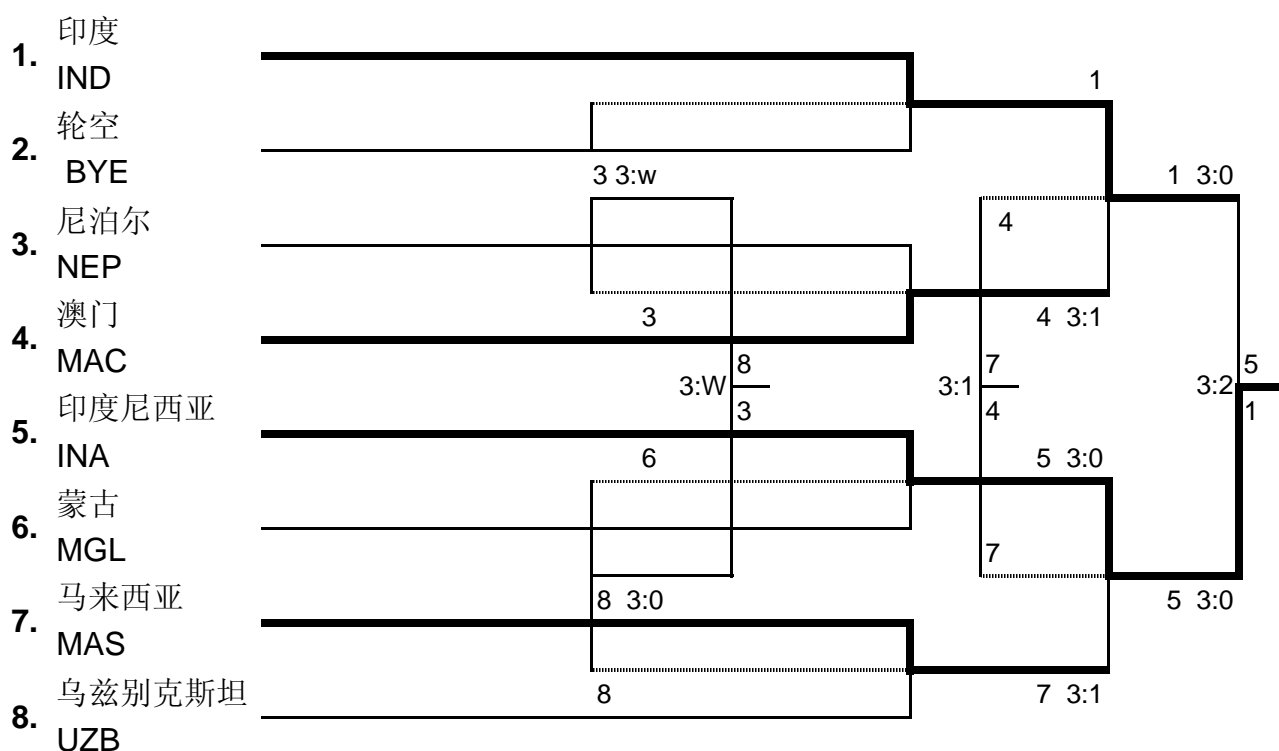 印度
1.
IND
1
轮空
2.
BYE
3 3:w
1 3:0
尼泊尔
3.
NEP
4
澳门
3
4 3:1
4.
MAC
8
7
5
3:W
3:1
3:2
印度尼西亚
3
4
1
5.
INA
6
5 3:0
蒙古
6.
MGL
7
马来西亚
8 3:0
5 3:0
7.
MAS
乌兹别克斯坦
8
7 3:1
8.
UZB